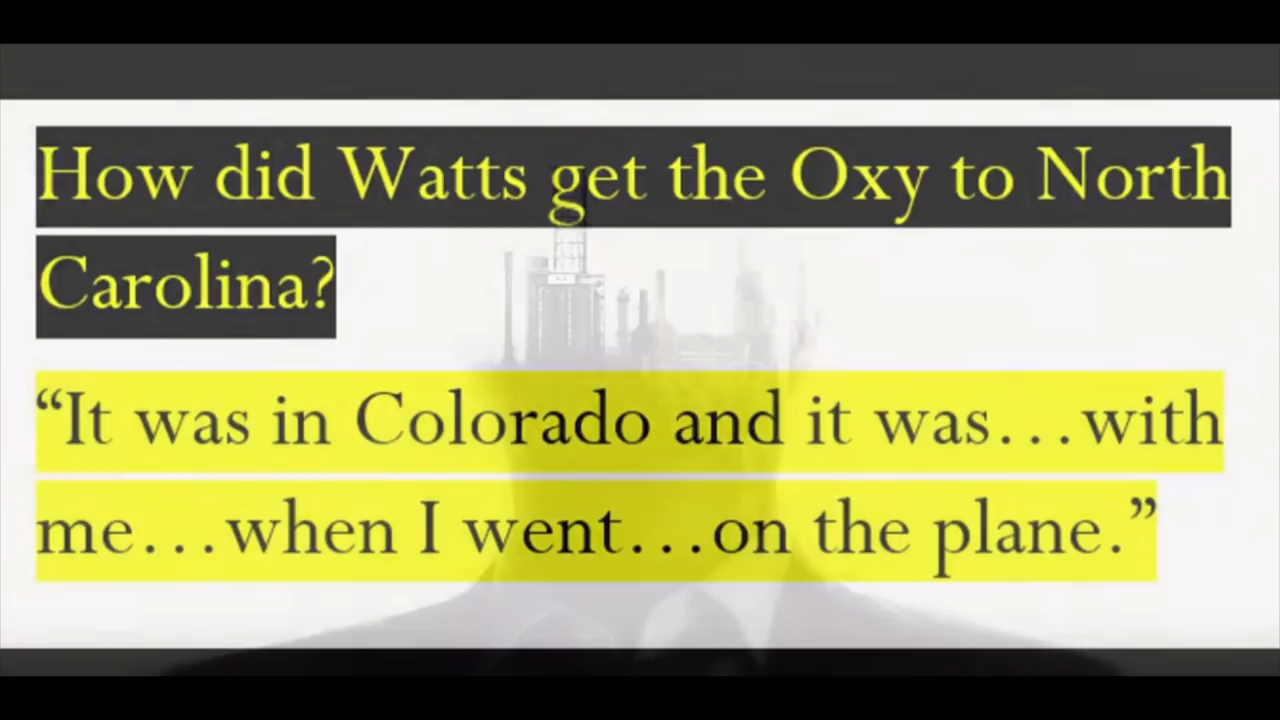 How did Watts get the Oxy to North
Carolina?
“It was in Colorado and it was…with
me…when I went…on the plane.”